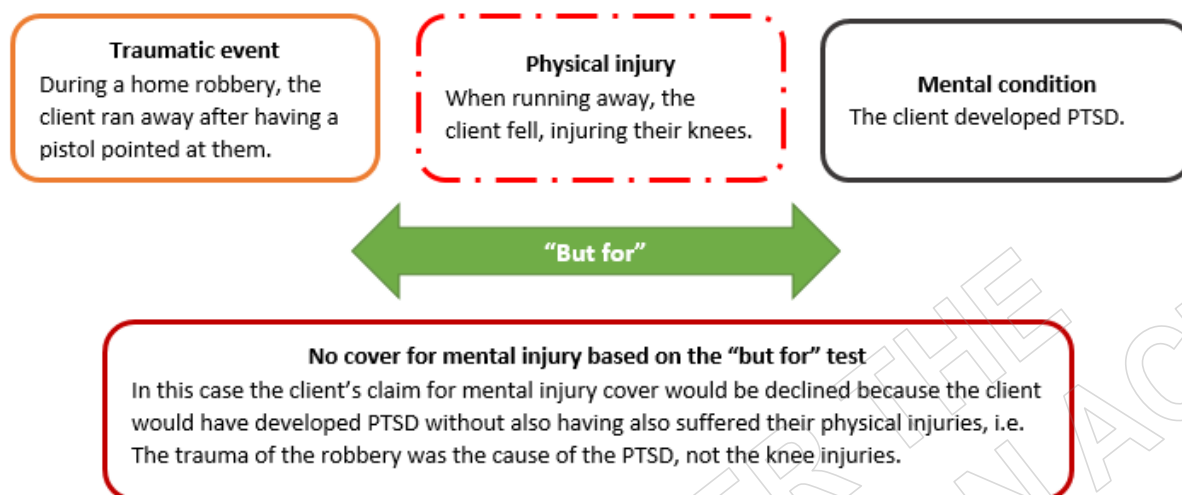 Traumatic event
During a home robbery, the
client ran away after having a
pistol pointed at them.
Physical injury
When running away, the
client fell, injuring their knees.
Mental condition
The client developed PTSD.
“But for”
No cover for mental injury based on the “but for” test
In this case the client’s claim for mental injury cover would be declined because the client
would have developed PTSD without also having also suffered their physical injuries, i.e.
The trauma of the robbery was the cause of the PTSD, not the knee injuries.
THE